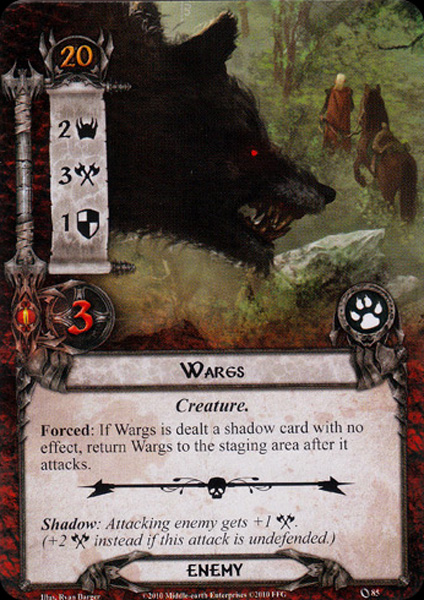 20
2
3
1
3
Wargs
Creature.
Forced: If Wargs is dealt a shadow card with no
effect, return Wargs to the staging area after it
attacks.
Shadow: Attacking enemy gets +1 .
(+2 instead if this attack is undefended.)
ENEMY
Illus. Ryan Barger ©2010 Middle-earth Enterprises ©2010 FFG 85